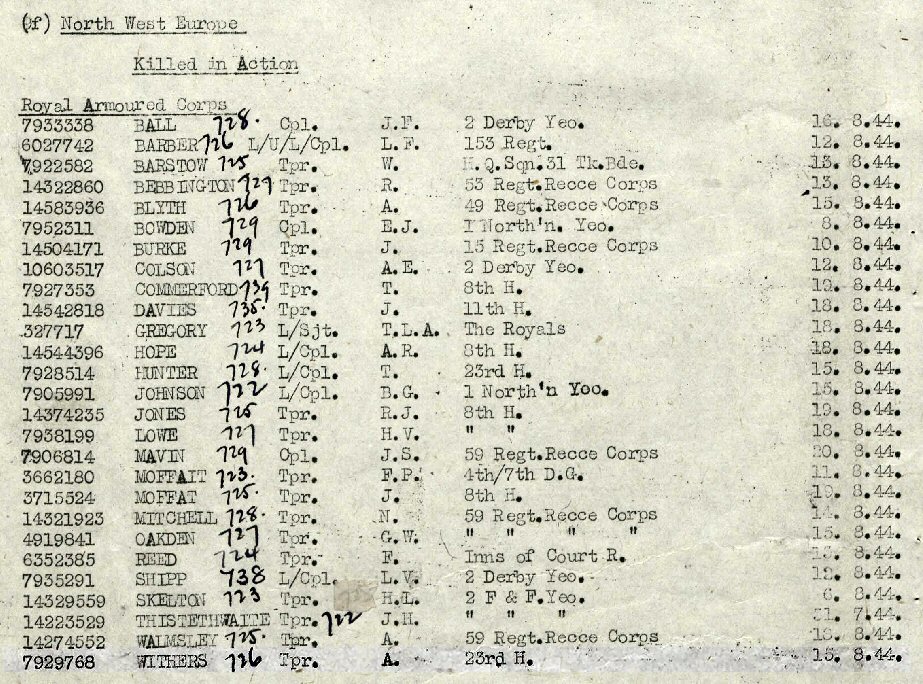 (f) North West Europe
Killed in Action
Royal Armoured Corps
7933338 BALL 728. Cpl. J.F. 2 Derby Yeo. 16. 8.44.
6027742 BARBER 726 L/U/L/Cpl. L.F. 153 Regt. 12. 8.44.
7922582 BARSTOW 725 Tpr. W. H.Q.Sqn.31 Tk.Bde. 13. 8.44.
14322860 BEBBINGTON 729 Tpr. R. 53 Regt.Recce Corps 13. 8.44.
14583936 BLYTH 726 Tpr. A. 49 Regt.Recce Corps 15. 8.44.
7952311 BOWDEN 729 Cpl. E.J. 1 North'n. Yeo. 8. 8.44.
14504171 BURKE 729 Tpr. J. 15 Regt.Recce Corps 10. 8.44.
10603517 COLSON 727 Tpr. A.E. 2 Derby Yeo. 12. 8.44.
7927353 COMMERFORD 739 Tpr. T. 8th H. 19. 8.44.
14542818 DAVIES 735. Tpr. J. 11th H. 18. 8.44.
327717 GREGORY 723 L/Sjt. T.L.A. The Royals 18. 8.44.
14544396 HOPE 724 L/Cpl. A.R. 8th H. 18. 8.44.
7928514 HUNTER 728. L/Cpl. T. 23rd H. 15. 8.44.
7905991 JOHNSON 722 L/Cpl. B.G. 1 North'n Yeo. 15. 8.44.
14374235 JONES 725 Tpr. R.J. 8th H. 19. 8.44.
7938199 LOWE 727 Tpr. H.V. " " 18. 8.44.
7906814 MAVIN 729 Cpl. J.S. 59 Regt.Recce Corps 20. 8.44.
3662180 MOFFAIT 723. Tpr. F.P. 4th/7th D.G. 11. 8.44.
3715524 MOFFAT 725. Tpr. J. 8th H. 19. 8.44.
14321923 MITCHELL 728. Tpr. N. 59 Regt.Recce Corps 14. 8.44.
4919841 OAKDEN 727 Tpr. G.W. " " " " 15. 8.44.
6352385 REED 724 Tpr. F. Inns of Court R. 8.44.
7935291 SHIPP 738 L/Cpl. L.V. 2 Derby Yeo. 12. 8.44.
14329559 SKELTON 723 Tpr. H.L. 2 F & F.Yeo. 6. 8.44.
14223529 THISTETHWAITE Tpr. 722 J.H. " " " 31. 7.44.
14274552 WALMSLEY 725. Tpr. A. 59 Regt.Recce Corps 18. 8.44.
7929768 WITHERS 726 Tpr. A. 23rd H. 15. 8.44.